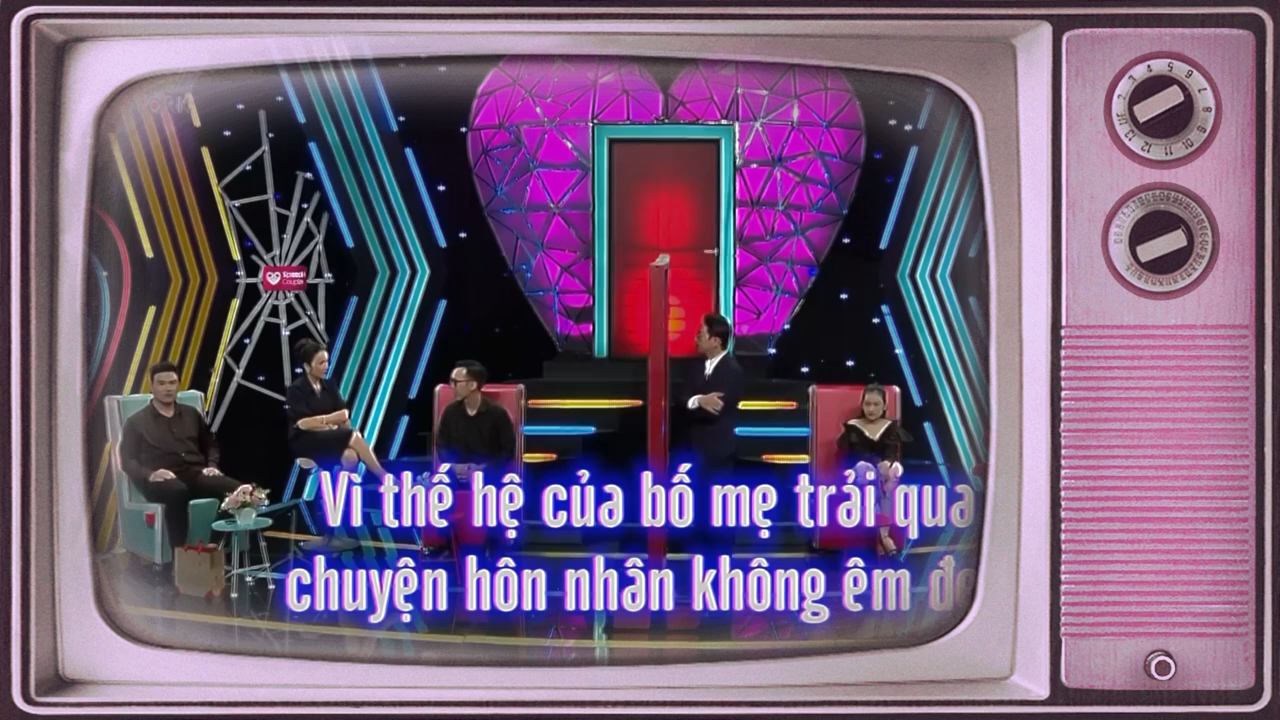 Vì thế hệ của bố mẹ trải qua
chuyện hôn nhân không êm